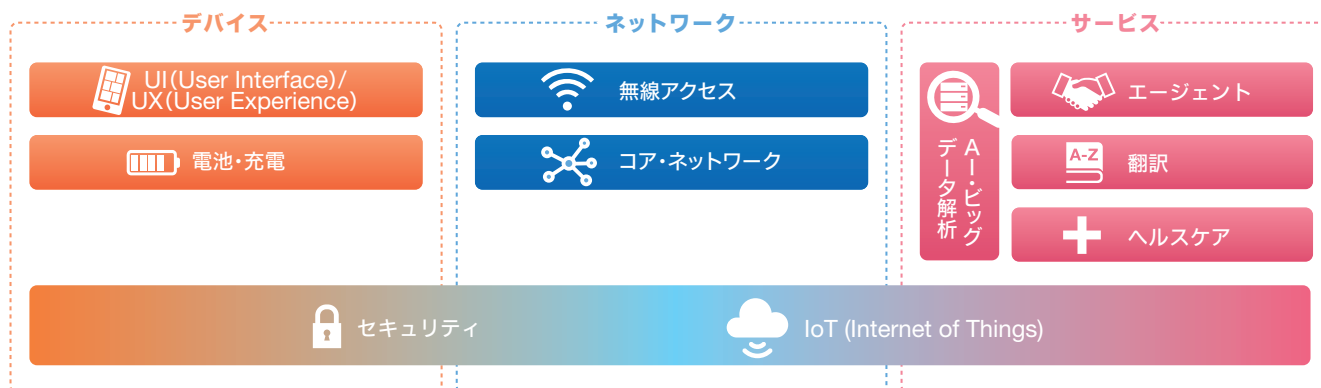 デバイス
UI(User Interface)/
UX(User Experience)
電池・充電
ネットワーク
無線アクセス
コア・ネットワーク
サービス
AI・ビッグ
データ解析
エージェント
A-Z
翻訳
ヘルスケア
セキュリティ
IoT (Internet of Things)